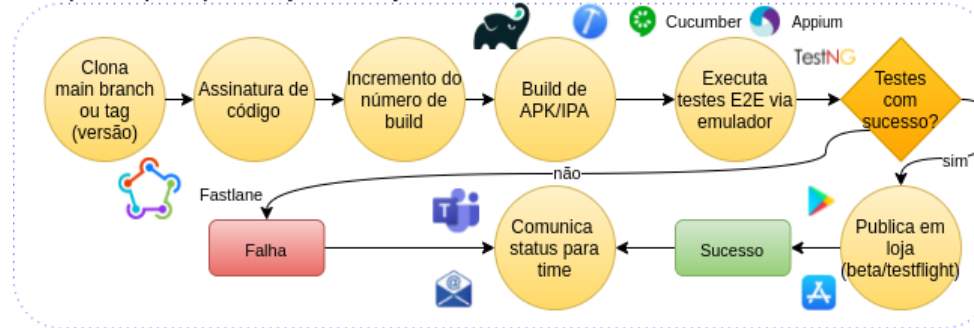 Clona
main branch
ou tag
(versão)
Assinatura de
código
Incremento do
número de
build
Build de
APK/IPA
Cucumber
Appium
TestNG
Executa
testes E2E via
emulador
Testes
com
sucesso?
não
sim
Fastlane
Falha
Comunica
status para
time
Sucesso
Publica em
loja
(beta/testflight)